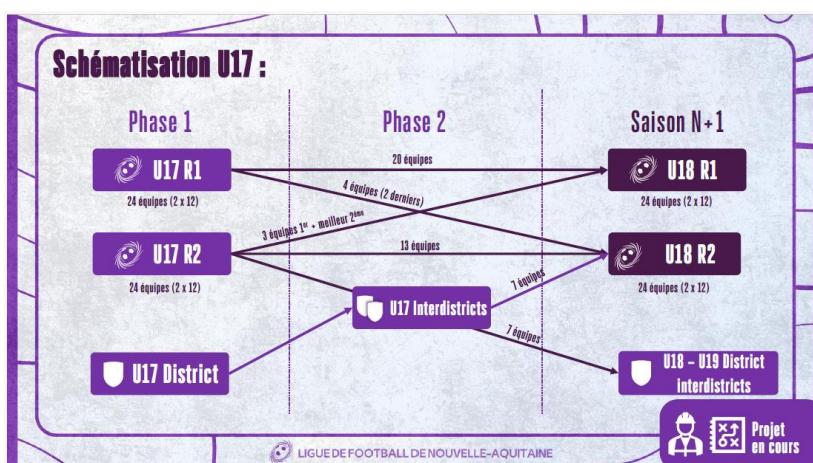 Schématisation U17 :
Phase 1
Phase 2
Saison N+1
U17 R1
20 équipes
U18 R1
24 équipes (2 x 12)
4 équipes (2 derniers)
24 équipes (2 x 12)
3 équipes 1er + meilleur 2ème
U17 R2
13 équipes
U18 R2
24 équipes (2 x 12)
7 équipes
24 équipes (2 x 12)
U17 Interdistricts
7 équipes
U17 District
U18 – U19 District
interdistricts
Projet
en cours
LIGUE DE FOOTBALL DE NOUVELLE-AQUITAINE